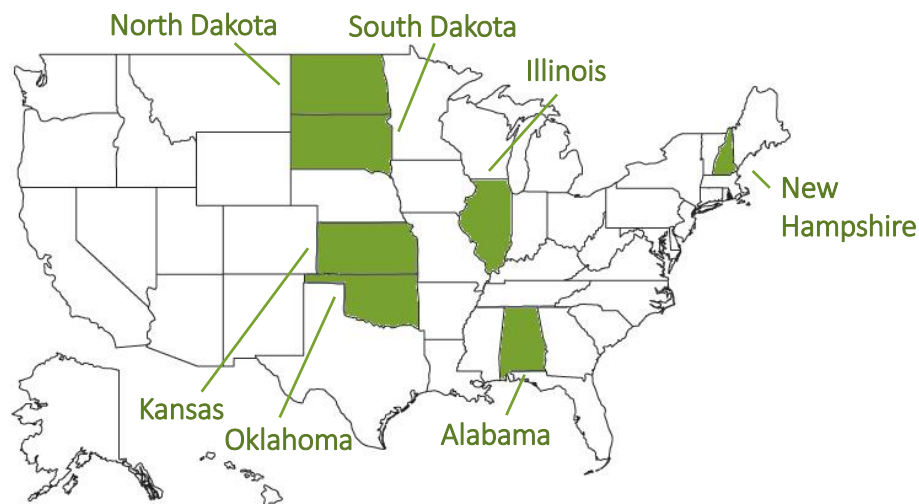 North Dakota
South Dakota
Illinois
New
Hampshire
Kansas
Oklahoma
Alabama